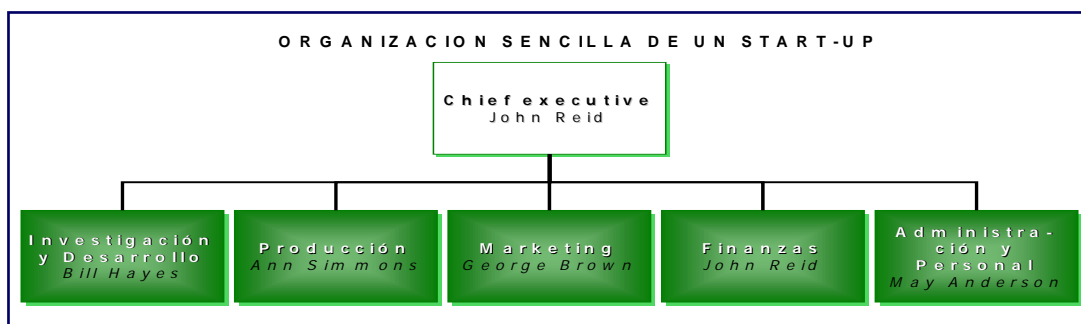 ORGANIZACION SENCILLA DE UN START-UP
Chief executive
John Reid
Investigación
y Desarrollo
Bill Hayes
Producción
Ann Simmons
Marketing
George Brown
Finanzas
John Reid
Administra-
ción y
Personal
May Anderson